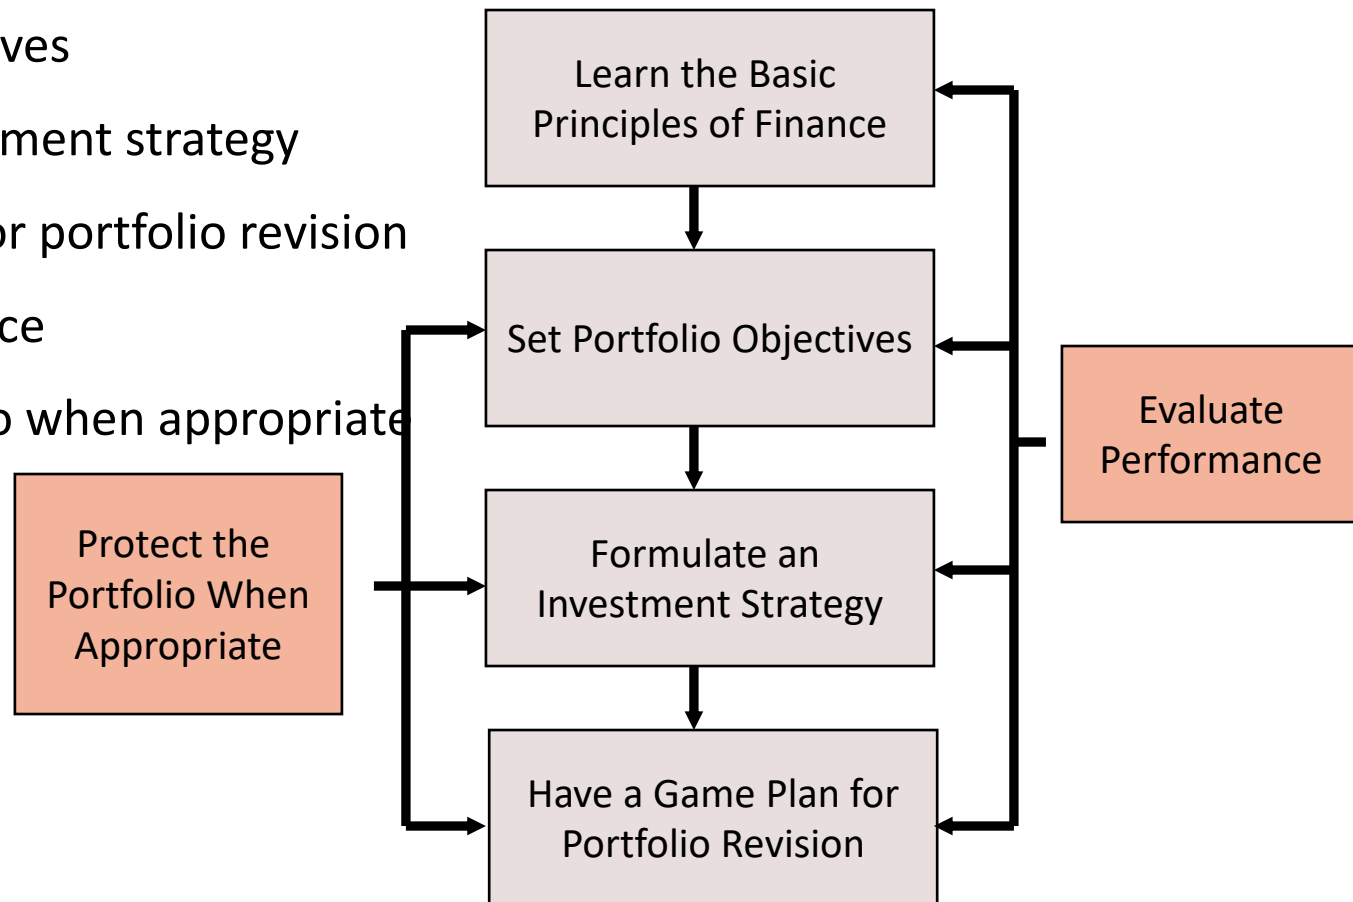 ves
ment strategy
or portfolio revision
ce
o when appropriate
Learn the Basic
Principles of Finance
Set Portfolio Objectives
Formulate an
Investment Strategy
Have a Game Plan for
Portfolio Revision
Protect the
Portfolio When
Appropriate
Evaluate
Performance